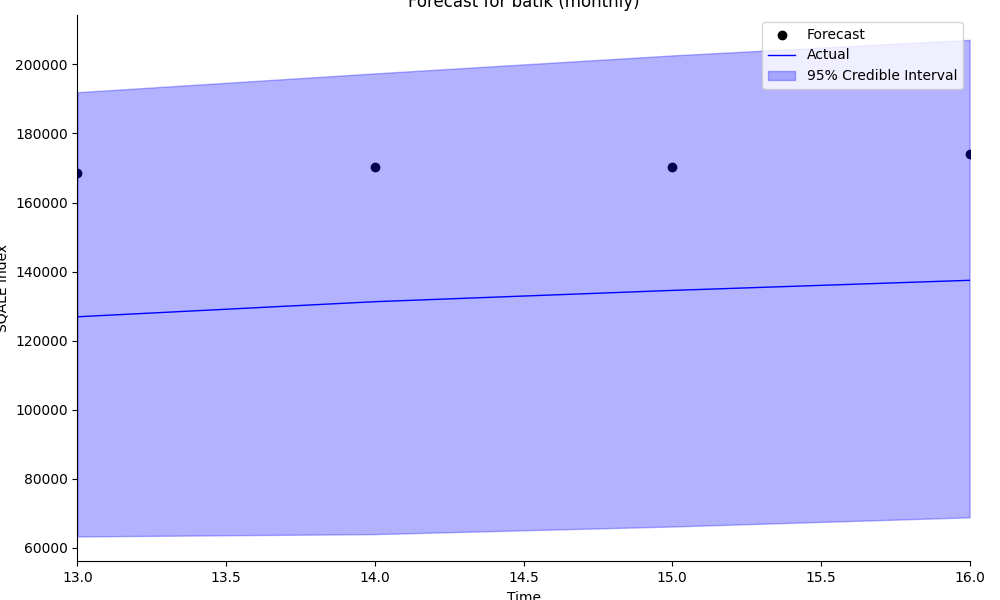 Forecast for batik (monthly)
Forecast
Actual
95% Credible Interval
200000
180000
160000
140000
120000
100000
80000
60000
SQALE Index
13.0
13.5
14.0
14.5
15.0
15.5
16.0
Time